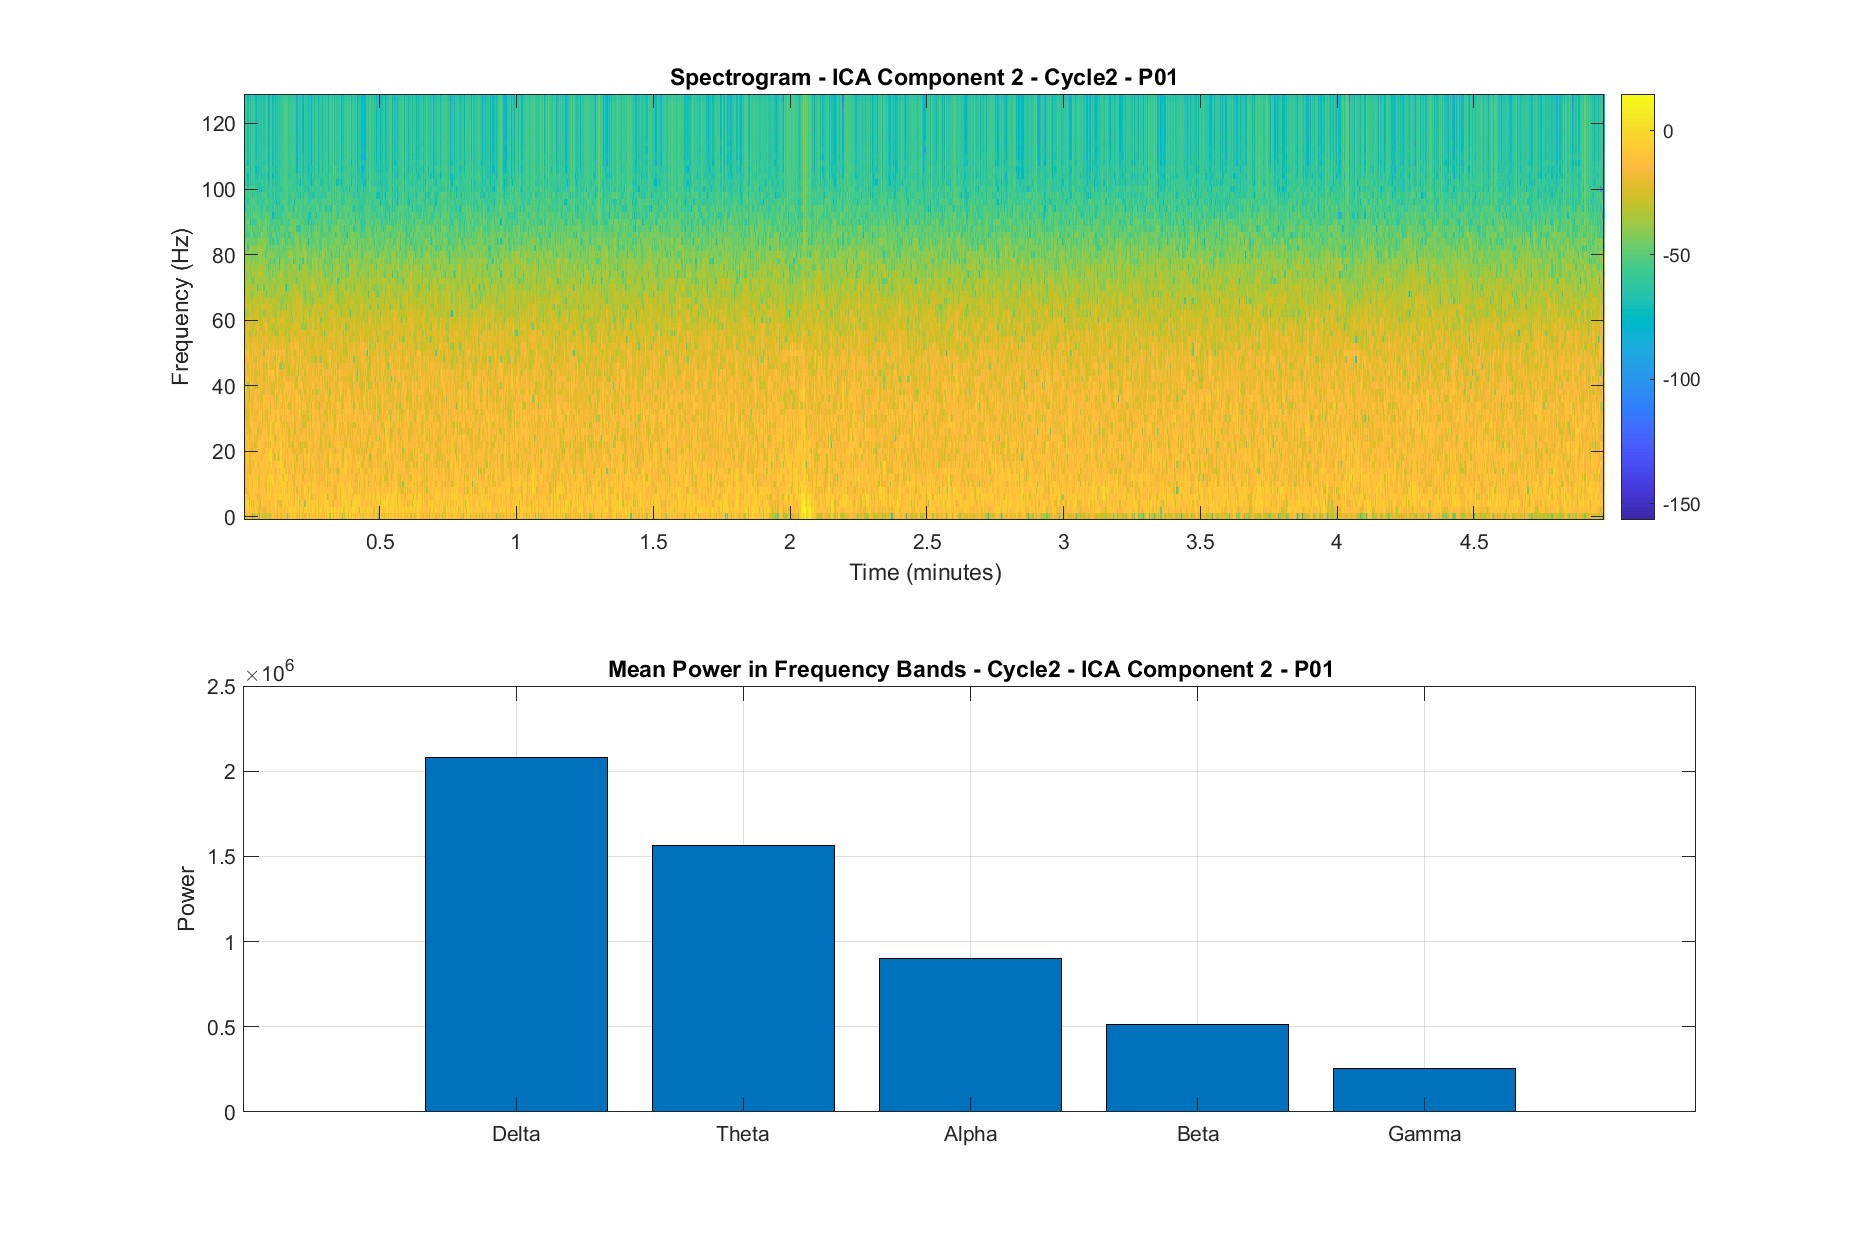 Spectrogram - ICA Component 2 - Cycle2 - P01
120
100
80
60
40
20
0
Frequency (Hz)
0.5 1 1.5 2 2.5 3 3.5 4 4.5
Time (minutes)
0
-50
-100
-150
Mean Power in Frequency Bands - Cycle2 - ICA Component 2 - P01
×10⁶
2.5
2
1.5
1
0.5
0
Power
Delta Theta Alpha Beta Gamma